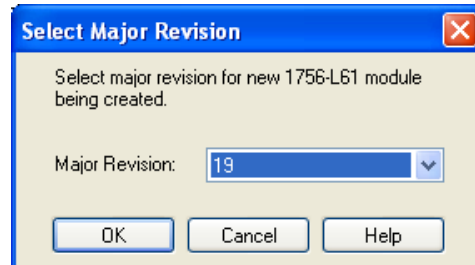 Select Major Revision
Select major revision for new 1756-L61 module
being created.
Major Revision: 19
OK Cancel Help